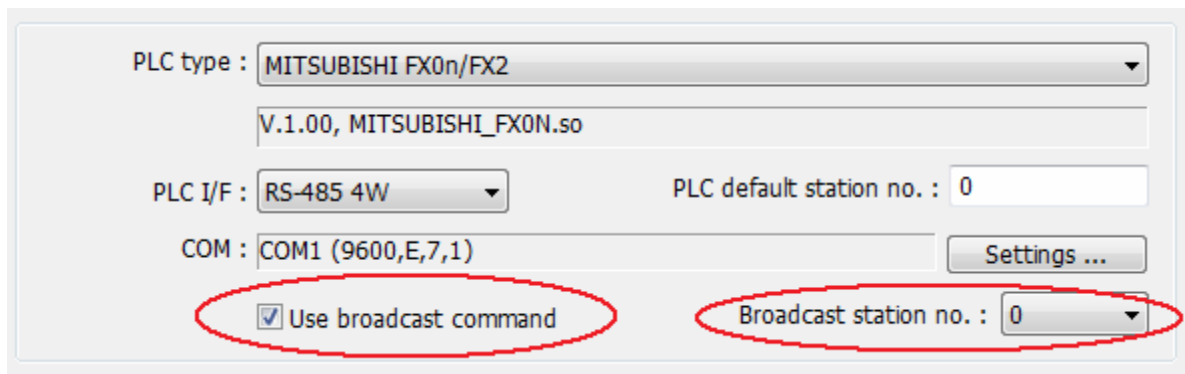 PLC type : MITSUBISHI FX0n/FX2
V.1.00, MITSUBISHI_FX0N.so
PLC I/F : RS-485 4W PLC default station no. : 0
COM : COM1 (9600,E,7,1) Settings ...
Use broadcast command Broadcast station no. : 0